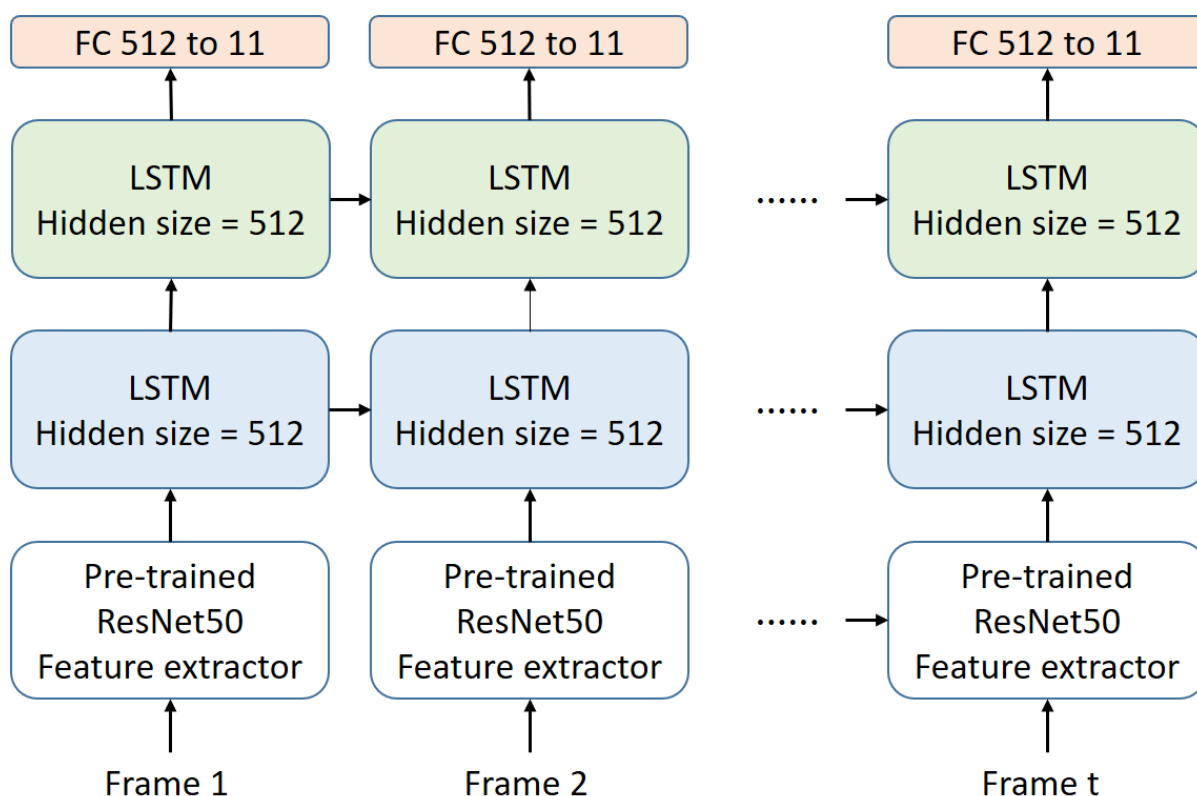 FC 512 to 11
FC 512 to 11
FC 512 to 11
LSTM
Hidden size = 512
LSTM
Hidden size = 512
......
LSTM
Hidden size = 512
LSTM
Hidden size = 512
LSTM
Hidden size = 512
......
LSTM
Hidden size = 512
Pre-trained
ResNet50
Feature extractor
Pre-trained
ResNet50
Feature extractor
......
Pre-trained
ResNet50
Feature extractor
Frame 1
Frame 2
Frame t